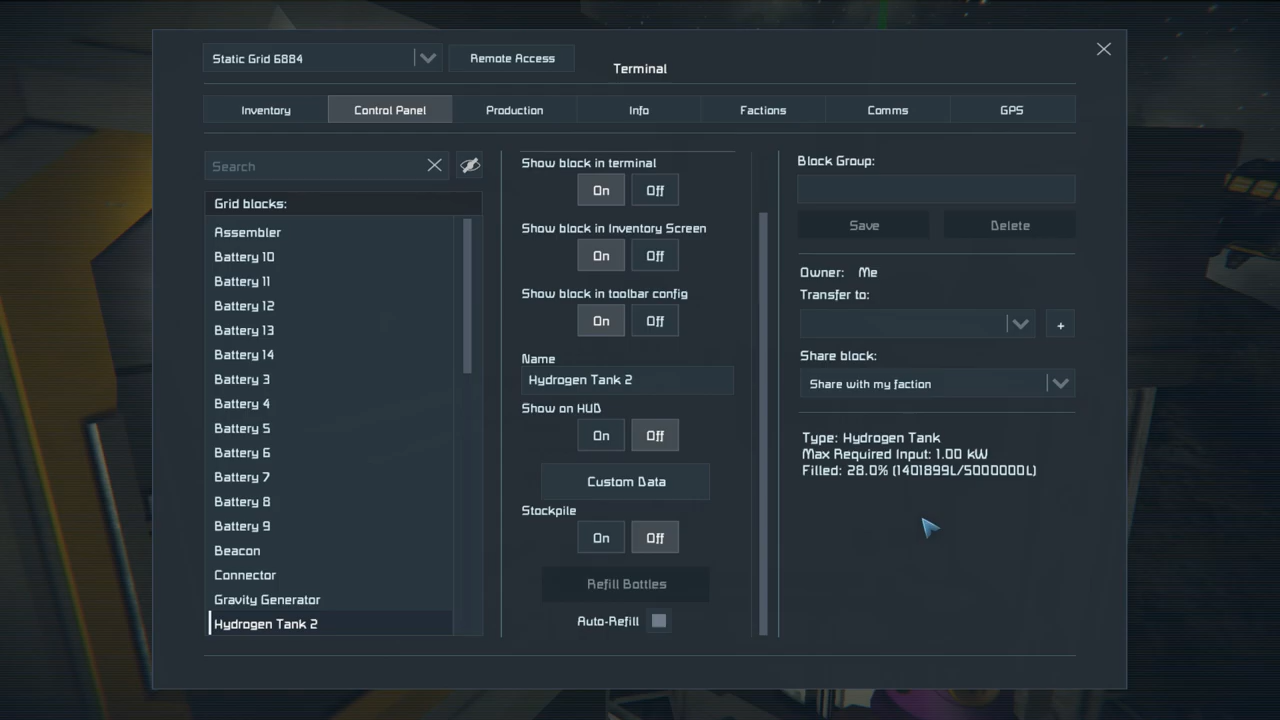 Static Grid 6884
Remote Access
Terminal
Inventory
Control Panel
Production
Info
Factions
Comms
GPS
Search
Grid blocks:
Assembler
Battery 10
Battery 11
Battery 12
Battery 13
Battery 14
Battery 3
Battery 4
Battery 5
Battery 6
Battery 7
Battery 8
Battery 9
Beacon
Connector
Gravity Generator
Hydrogen Tank 2
Show block in terminal
On Off
Show block in Inventory Screen
On Off
Show block in toolbar config
On Off
Name
Hydrogen Tank 2
Show on HUD
On Off
Custom Data
Stockpile
On Off
Refill Bottles
Auto-Refill
Block Group:
Save Delete
Owner: Me
Transfer to:
+
Share block:
Share with my faction
Type: Hydrogen Tank
Max Required Input: 1.00 kW
Filled: 28.0% (1401899L/5000000L)